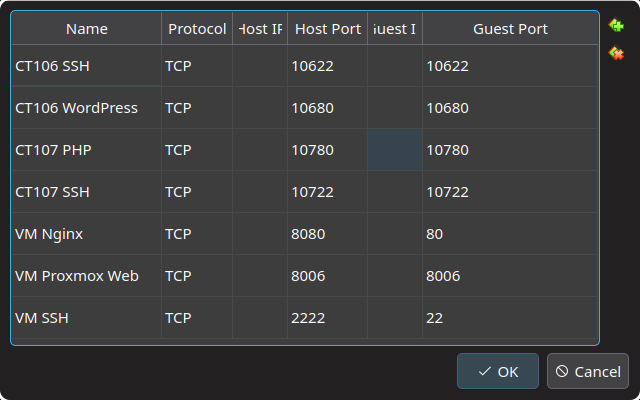 Name Protocol Host IP Host Port Guest I Guest Port
CT106 SSH TCP 10622 10622
CT106 WordPress TCP 10680 10680
CT107 PHP TCP 10780 10780
CT107 SSH TCP 10722 10722
VM Nginx TCP 8080 80
VM Proxmox Web TCP 8006 8006
VM SSH TCP 2222 22
OK Cancel